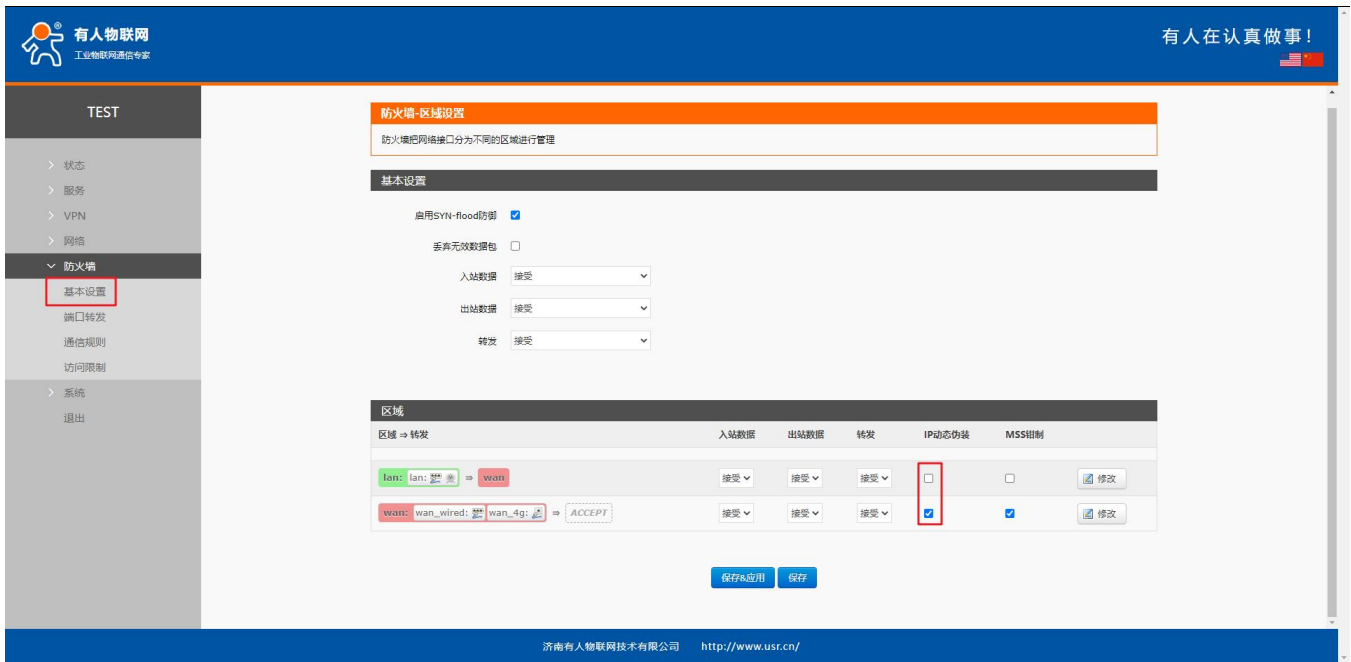 有人物联网
工业物联网通信专家
有人在认真做事!
TEST
状态
服务
VPN
网络
防火墙
基本设置
端口转发
通信规则
访问限制
系统
退出
防火墙-区域设置
防火墙把网络接口分为不同的区域进行管理
基本设置
启用SYN-flood防御
丢弃无效数据包
入站数据 接受
出站数据 接受
转发 接受
区域
区域 ⇒ 转发 入站数据 出站数据 转发 IP动态伪装 MSS钳制
lan: lan: ⇒ wan 接受 接受 接受 修改
wan: wan_wired: wan_4g: ⇒ ACCEPT 接受 接受 接受 修改
保存&应用 保存
济南有人物联网技术有限公司 http://www.usr.cn/